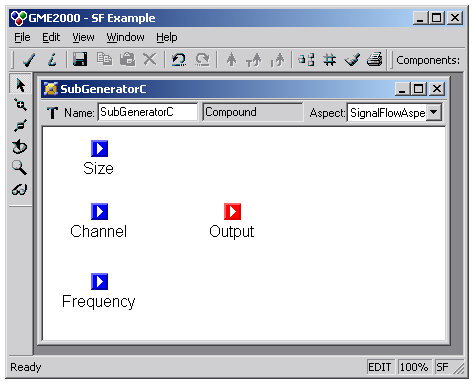 GME2000 - SF Example
File Edit View Window Help
Components:
SubGeneratorC
Name: SubGeneratorC Compound Aspect: SignalFlowAspe
Size
Channel Output
Frequency
Ready EDIT 100% SF